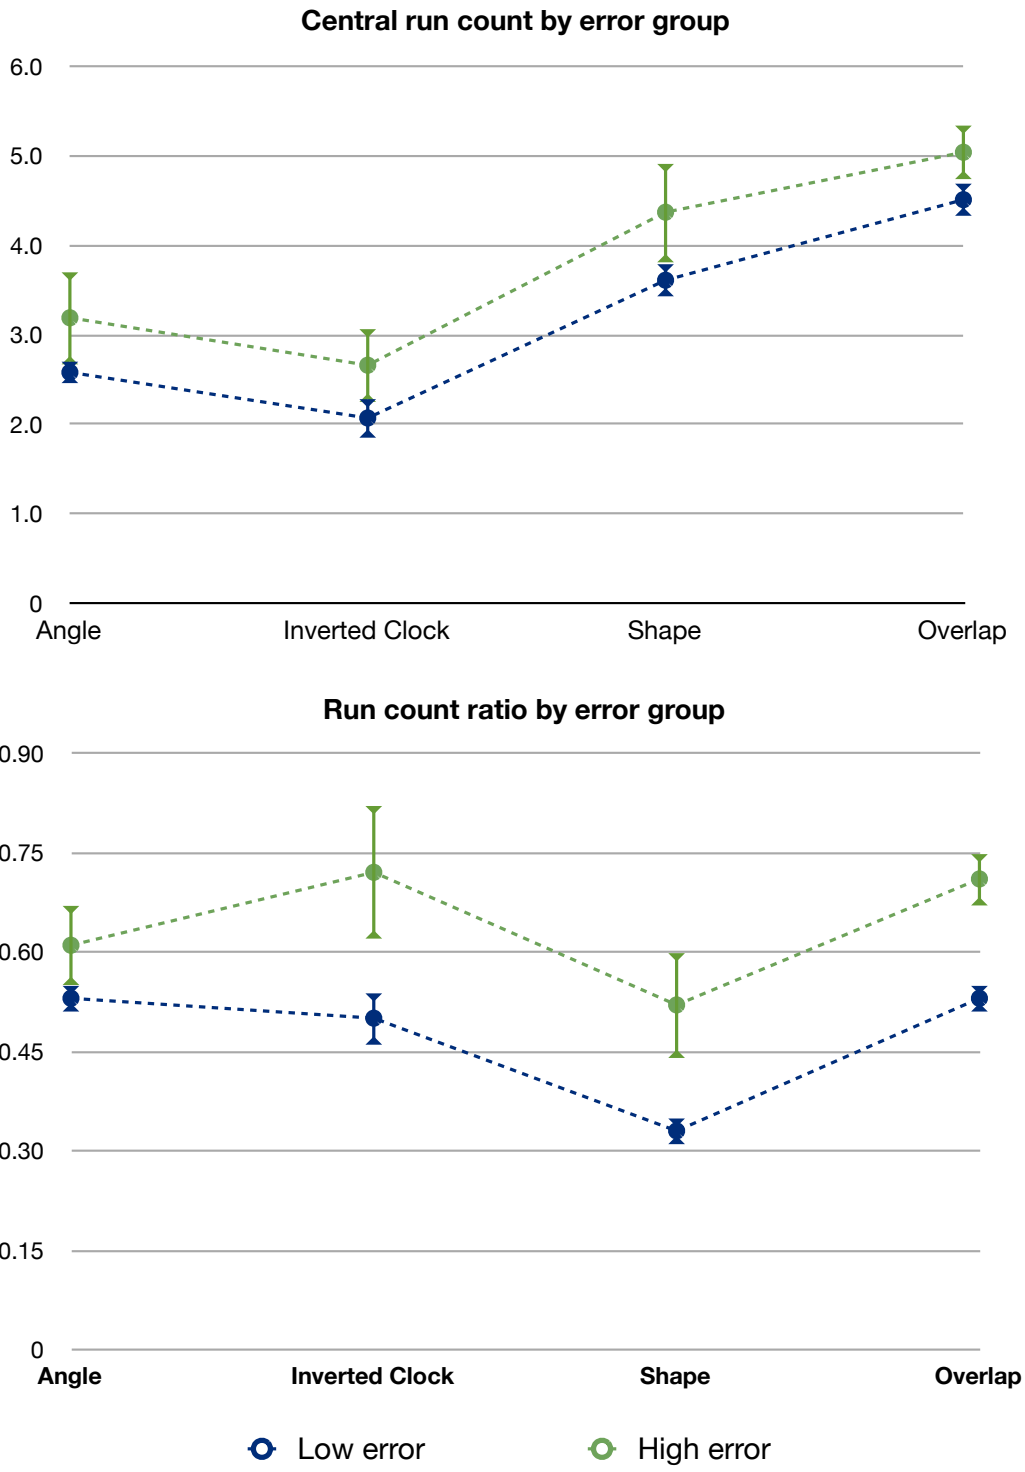 Central run count by error group
6.0
5.0
4.0
3.0
2.0
1.0
0
Angle Inverted Clock Shape Overlap
Run count ratio by error group
0.90
0.75
0.60
0.45
0.30
0.15
0
Angle Inverted Clock Shape Overlap
Low error High error